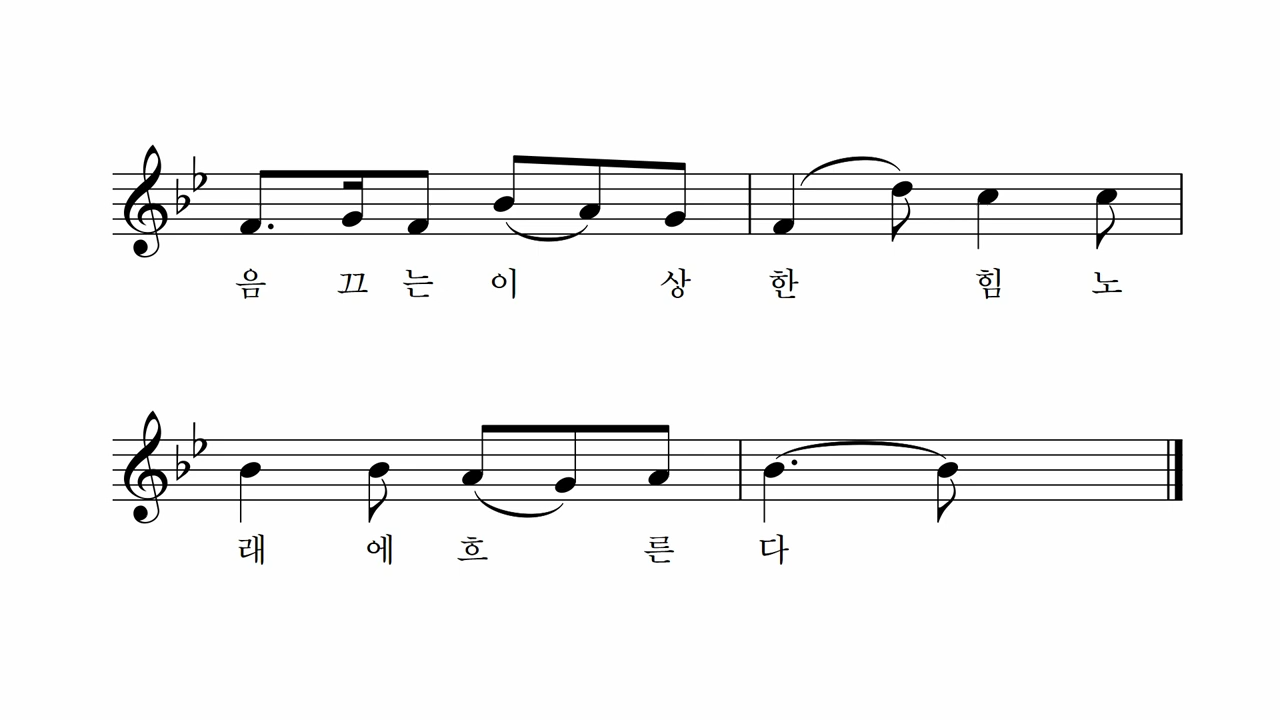 음 끄 는 이 상 한 힘 노
래 에 흐 른 다